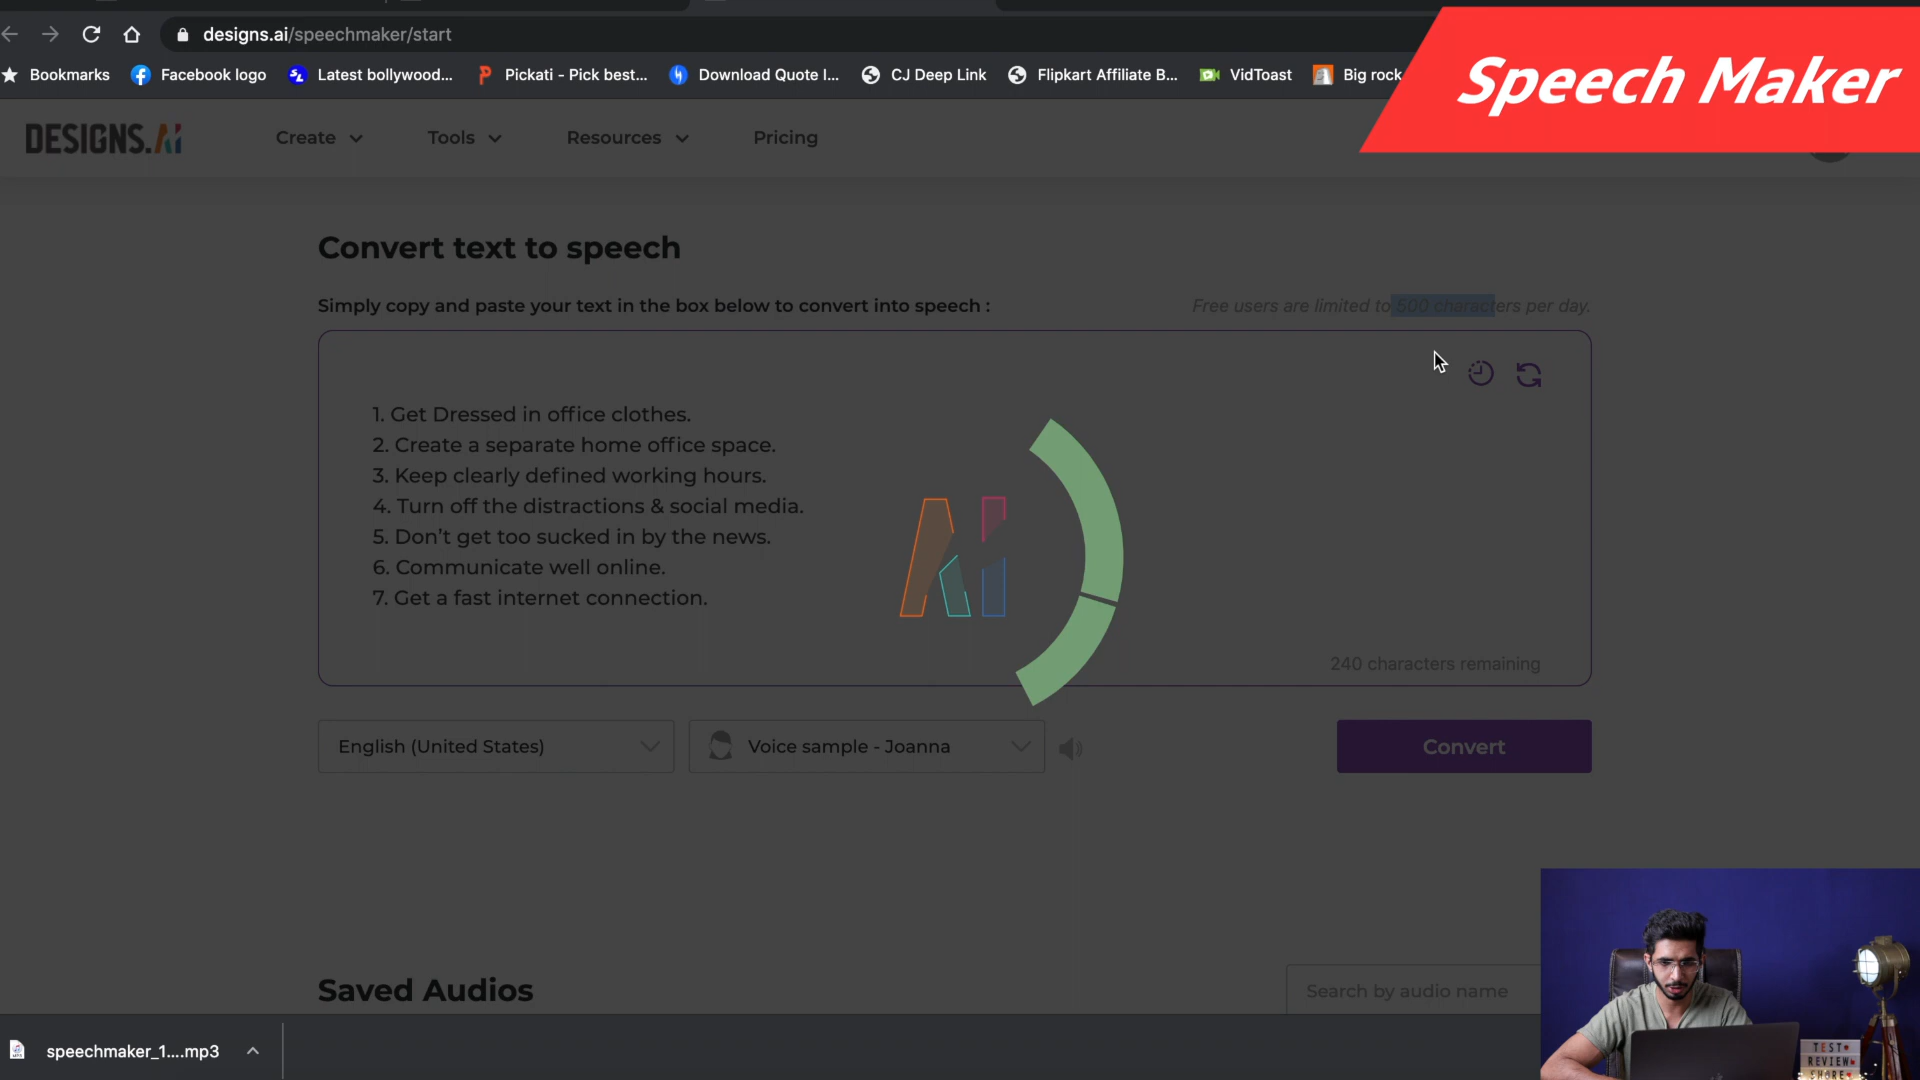 designs.ai/speechmaker/start
Speech Maker
Bookmarks Facebook logo Latest bollywood... Pickati - Pick best... Download Quote I... CJ Deep Link Flipkart Affiliate B... VidToast Big rock
DESIGNS.AI Create Tools Resources Pricing
Convert text to speech
Simply copy and paste your text in the box below to convert into speech : Free users are limited to 500 characters per day.
1. Get Dressed in office clothes.
2. Create a separate home office space.
3. Keep clearly defined working hours.
4. Turn off the distractions & social media.
5. Don’t get too sucked in by the news.
6. Communicate well online.
7. Get a fast internet connection.
AI
240 characters remaining
English (United States) Voice sample - Joanna Convert
Saved Audios Search by audio name
speechmaker_1....mp3
TEST
REVIEW
SHORE